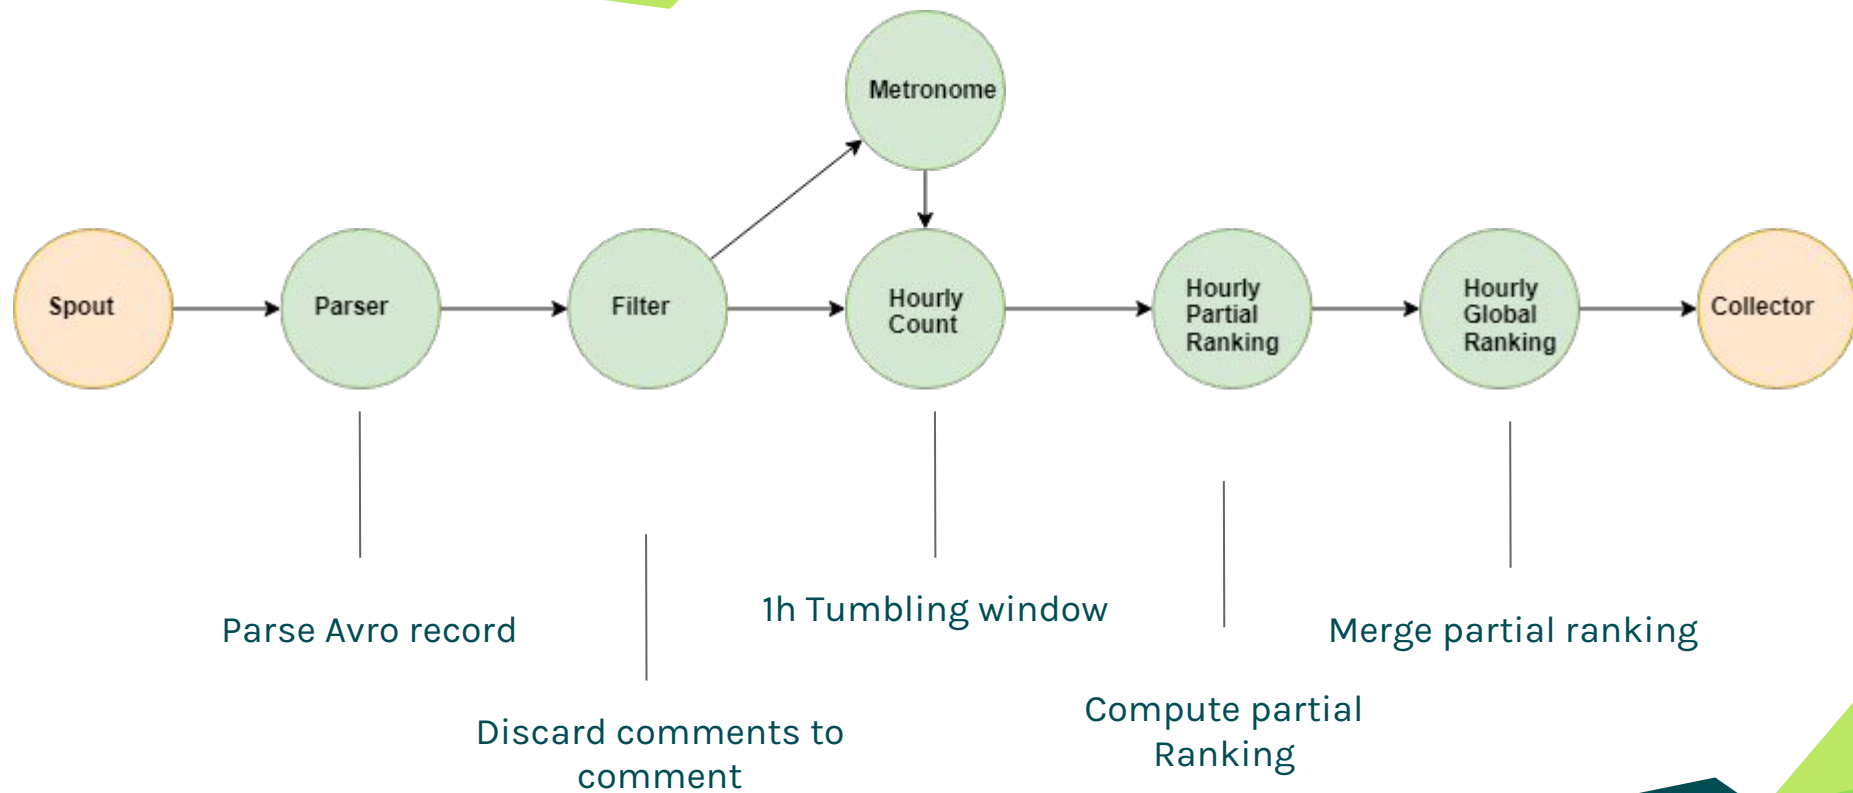 Metronome
Spout
Parser
Filter
Hourly
Count
Hourly
Partial
Ranking
Hourly
Global
Ranking
Collector
Parse Avro record
Discard comments to
comment
1h Tumbling window
Compute partial
Ranking
Merge partial ranking